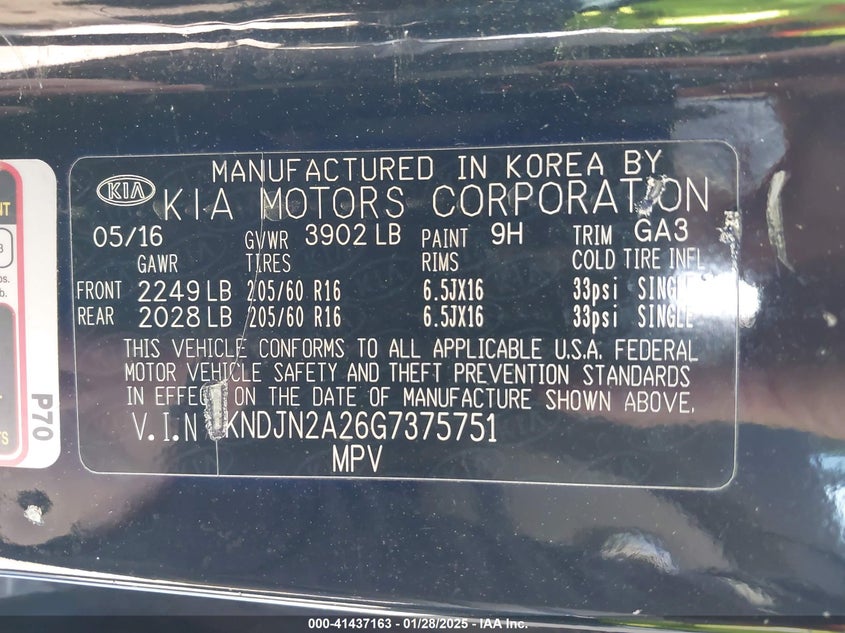 MANUFACTURED IN KOREA BY
KIA KIA MOTORS CORPORATION
05/16 GVWR 3902 LB PAINT 9H TRIM GA3
GAWR TIRES RIMS COLD TIRE INFL
FRONT 2249 LB 205/60 R16 6.5JX16 33psi SINGLE
REAR 2028 LB 205/60 R16 6.5JX16 33psi SINGLE
THIS VEHICLE CONFORMS TO ALL APPLICABLE U.S.A. FEDERAL
MOTOR VEHICLE SAFETY AND THEFT PREVENTION STANDARDS
IN EFFECT ON THE DATE OF MANUFACTURE SHOWN ABOVE.
V.I.N KNDJN2A26G7375751
MPV
P70
000-41437163 - 01/28/2025 - IAA Inc.